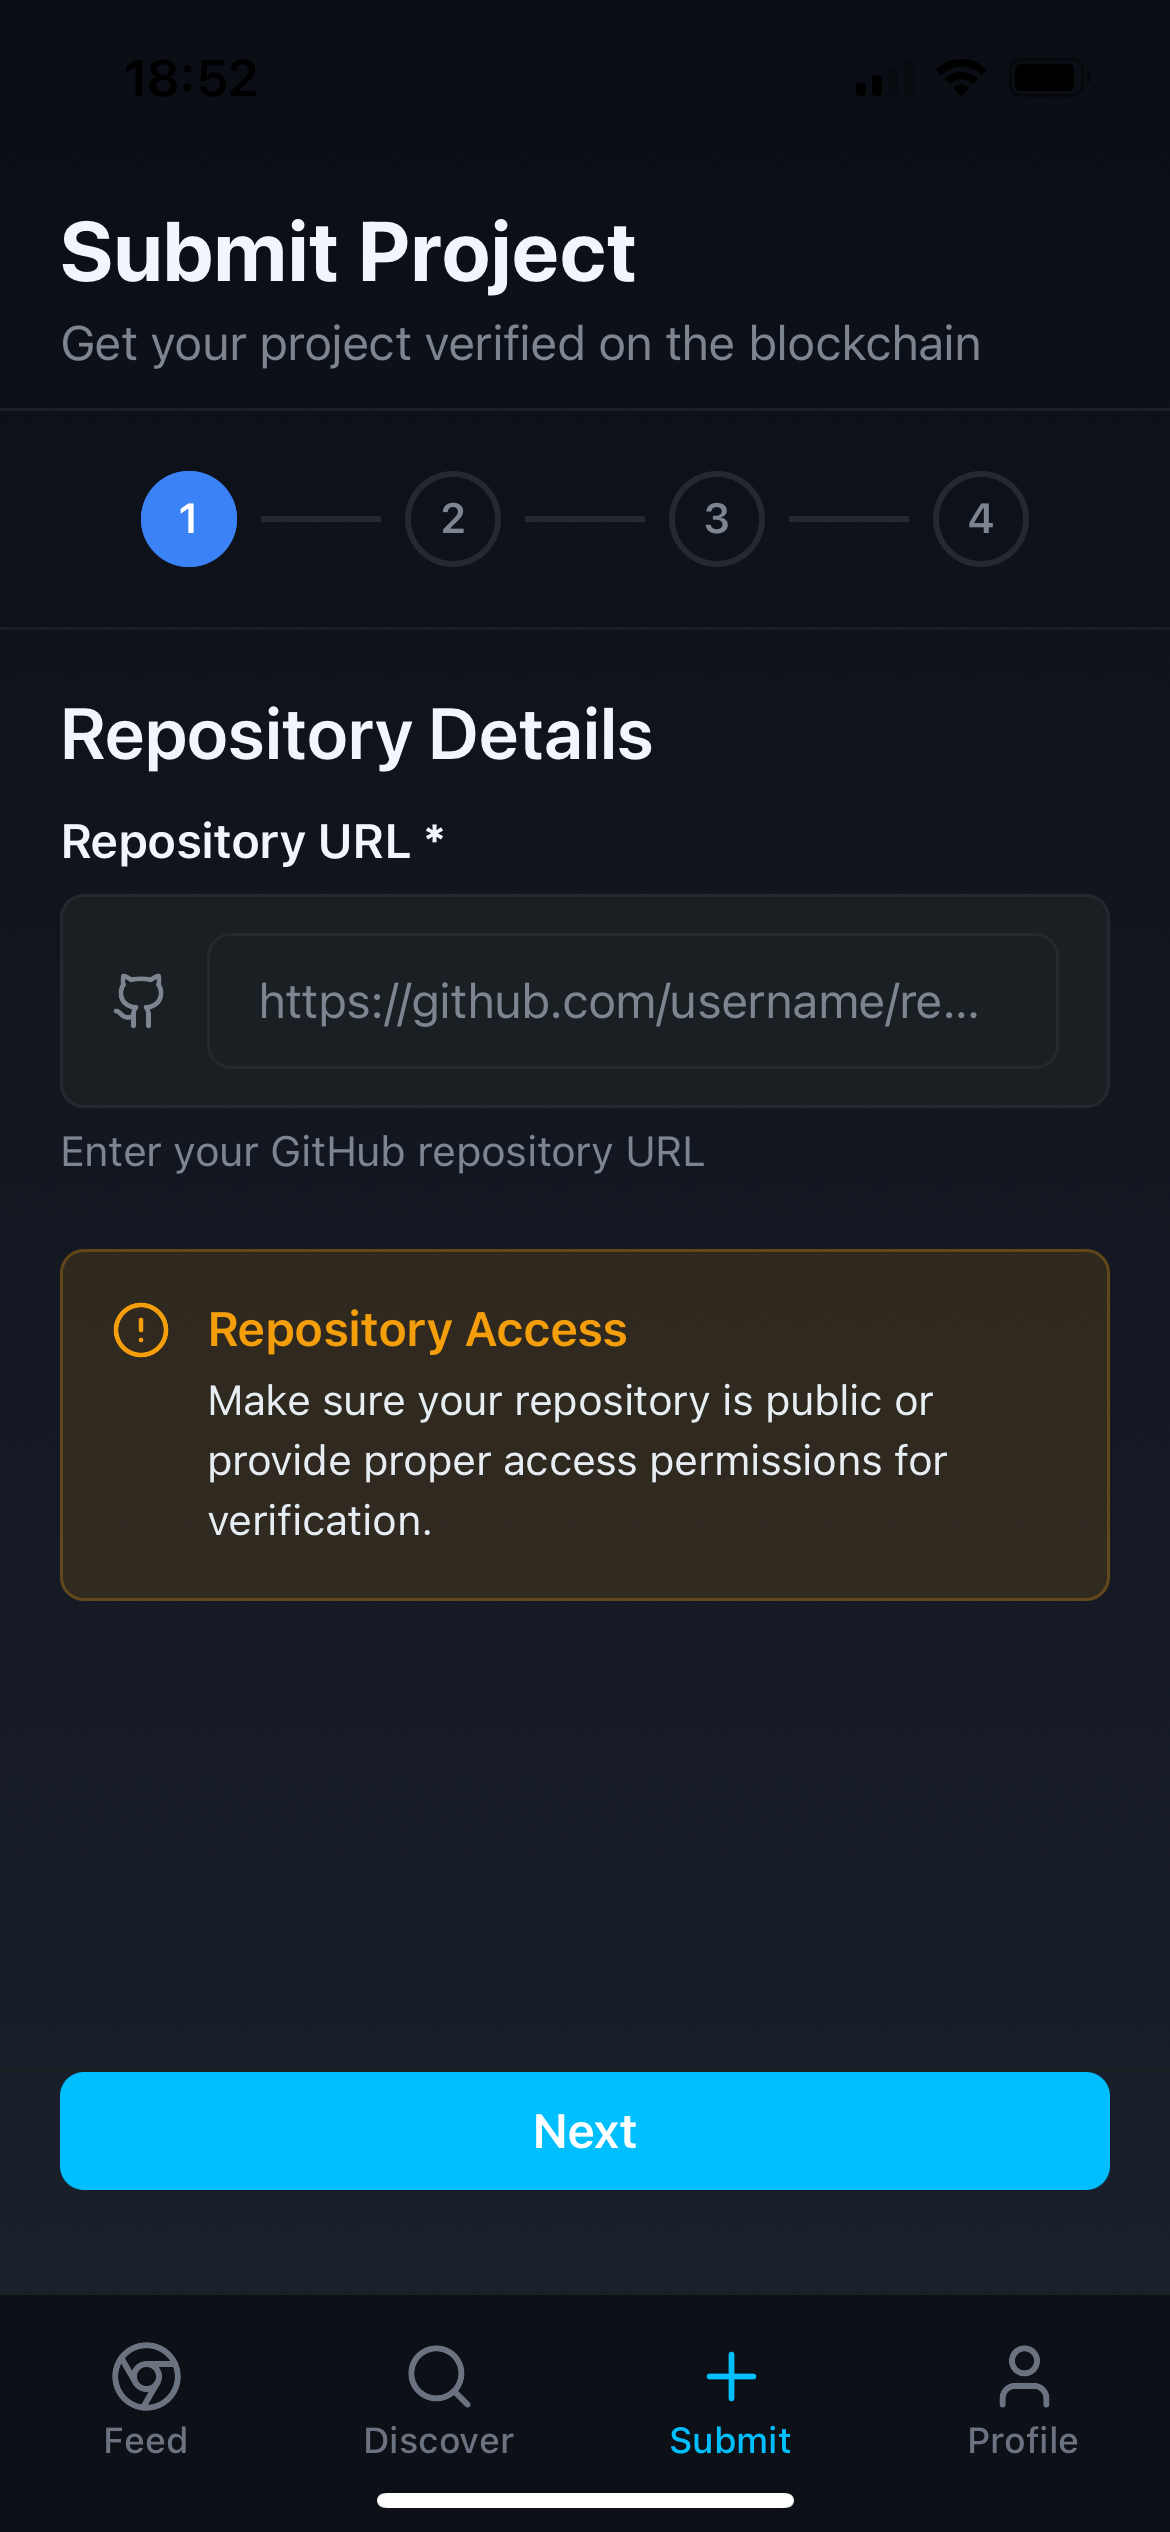 18:52
Submit Project
Get your project verified on the blockchain
1
2
3
4
Repository Details
Repository URL *
https://github.com/username/re...
Enter your GitHub repository URL
Repository Access
Make sure your repository is public or
provide proper access permissions for
verification.
Next
Feed
Discover
Submit
Profile